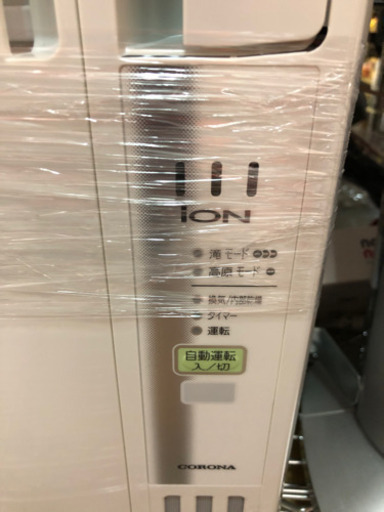 iON
滝モード
高原モード
換気/内部乾燥
タイマー
運転
自動運転
入/切
CORONA